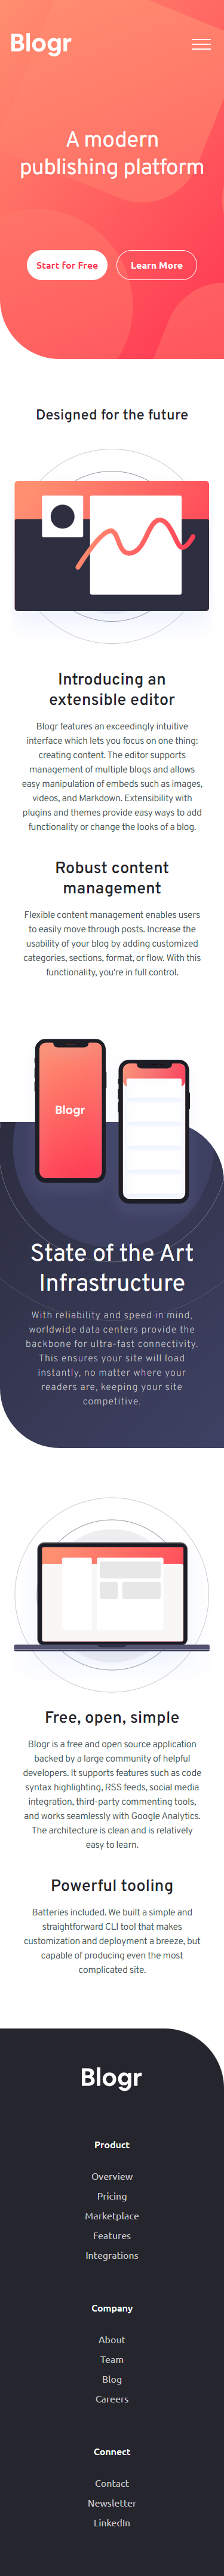 Blogr
A modern
publishing platform
Start for Free
Learn More
Designed for the future
Introducing an
extensible editor
Blogr features an exceedingly intuitive
interface which lets you focus on one thing:
creating content. The editor supports
management of multiple blogs and allows
easy manipulation of embeds such as images,
videos, and Markdown. Extensibility with
plugins and themes provide easy ways to add
functionality or change the looks of a blog.
Robust content
management
Flexible content management enables users
to easily move through posts. Increase the
usability of your blog by adding customized
categories, sections, format, or flow. With this
functionality, you're in full control.
Blogr
State of the Art
Infrastructure
With reliability and speed in mind,
worldwide data centers provide the
backbone for ultra-fast connectivity.
This ensures your site will load
instantly, no matter where your
readers are, keeping your site
competitive.
Free, open, simple
Blogr is a free and open source application
backed by a large community of helpful
developers. It supports features such as code
syntax highlighting, RSS feeds, social media
integration, third-party commenting tools,
and works seamlessly with Google Analytics.
The architecture is clean and is relatively
easy to learn.
Powerful tooling
Batteries included. We built a simple and
straightforward CLI tool that makes
customization and deployment a breeze, but
capable of producing even the most
complicated site.
Blogr
Product
Overview
Pricing
Marketplace
Features
Integrations
Company
About
Team
Blog
Careers
Connect
Contact
Newsletter
LinkedIn